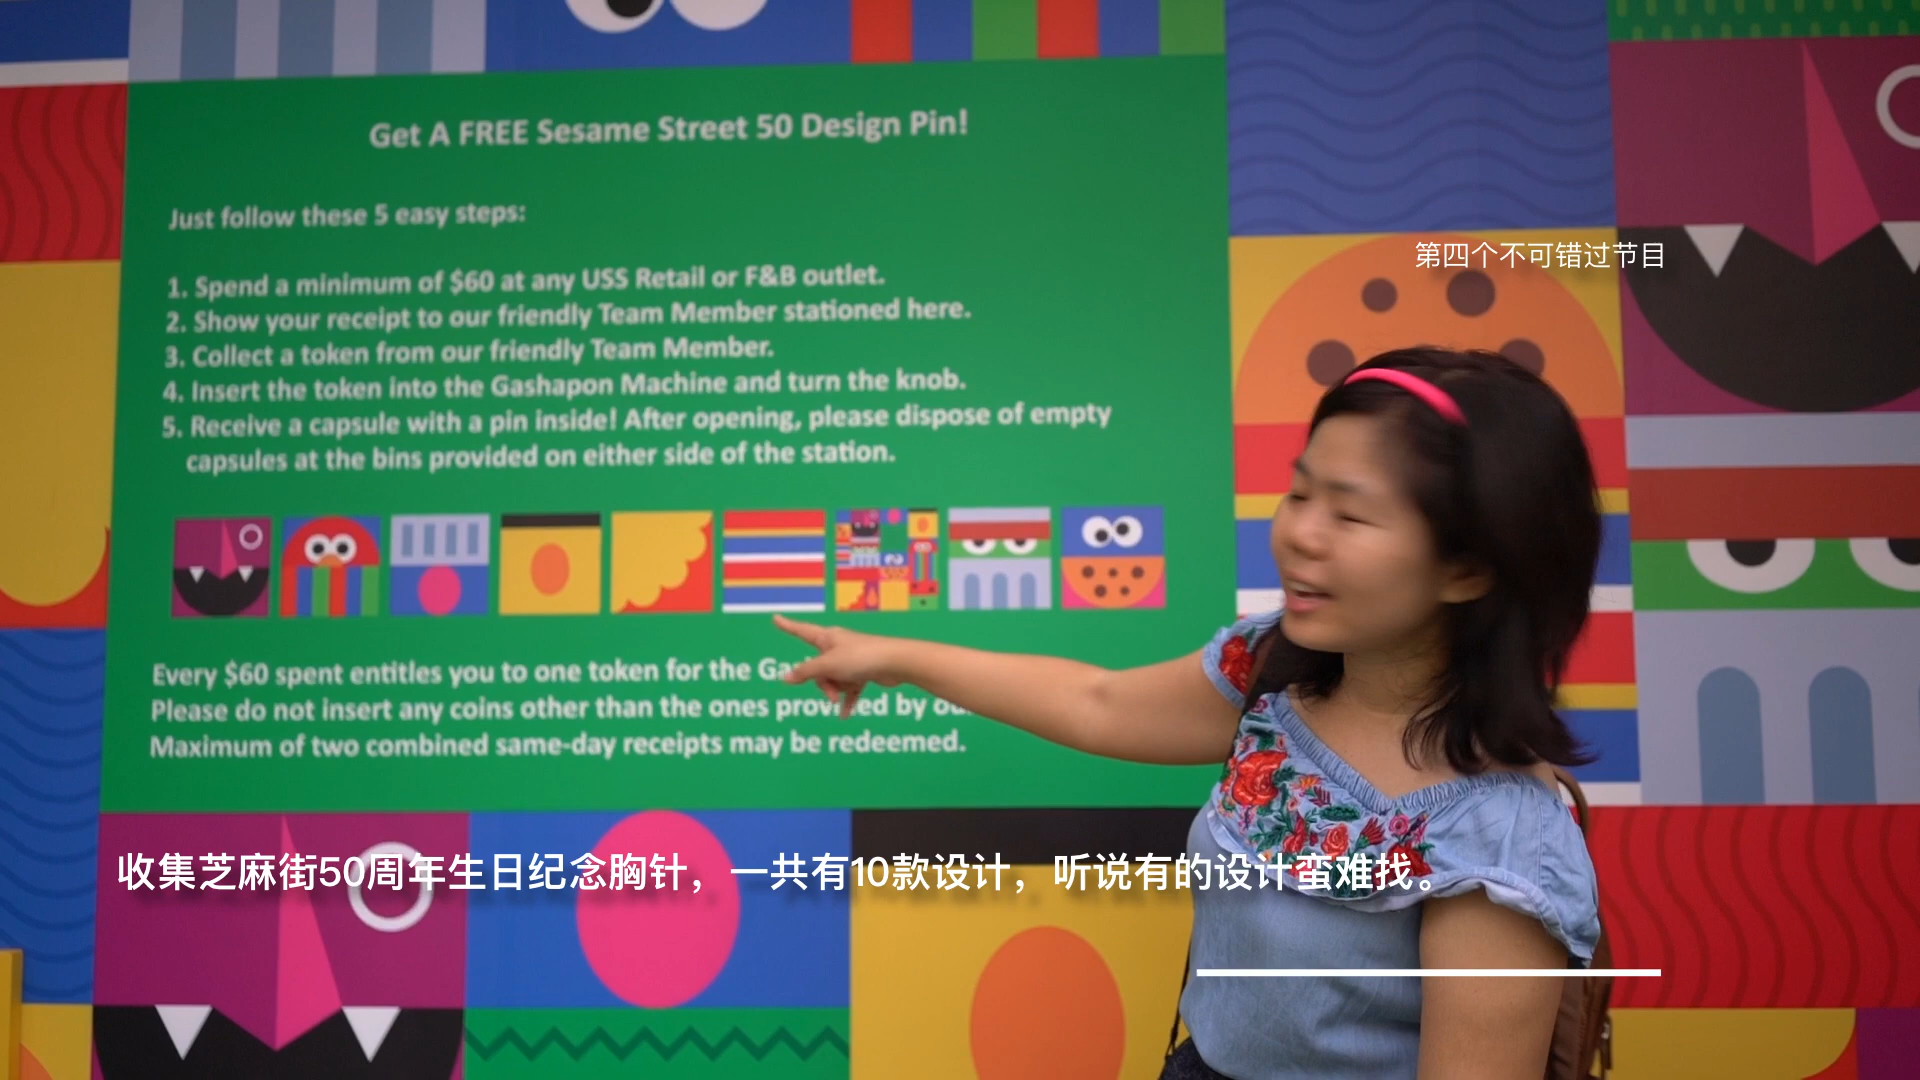 Get A FREE Sesame Street 50 Design Pin!
Just follow these 5 easy steps:
1. Spend a minimum of $60 at any USS Retail or F&B outlet.
2. Show your receipt to our friendly Team Member stationed here.
3. Collect a token from our friendly Team Member.
4. Insert the token into the Gashapon Machine and turn the knob.
5. Receive a capsule with a pin inside! After opening, please dispose of empty
capsules at the bins provided on either side of the station.
Every $60 spent entitles you to one token for the
Please do not insert any coins other than the ones provided by
Maximum of two combined same-day receipts may be redeemed.
第四个不可错过节目
收集芝麻街50周年生日纪念胸针，一共有10款设计，听说有的设计蛮难找。